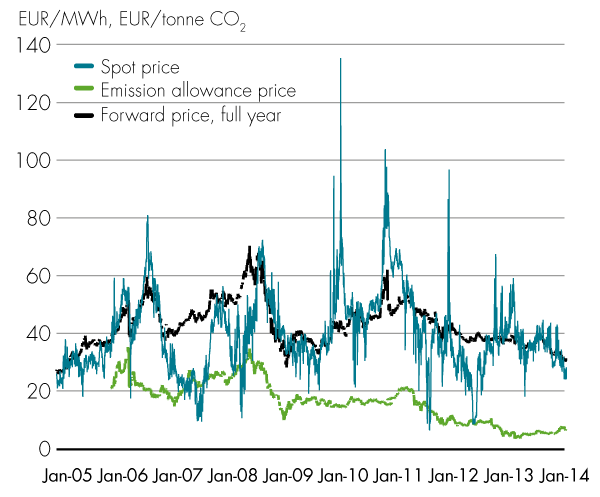 EUR/MWh, EUR/tonne CO2
140
Spot price
Emission allowance price
Forward price, full year
120
100
80
60
40
20
0
Jan-05 Jan-06 Jan-07 Jan-08 Jan-09 Jan-10 Jan-11 Jan-12 Jan-13 Jan-14